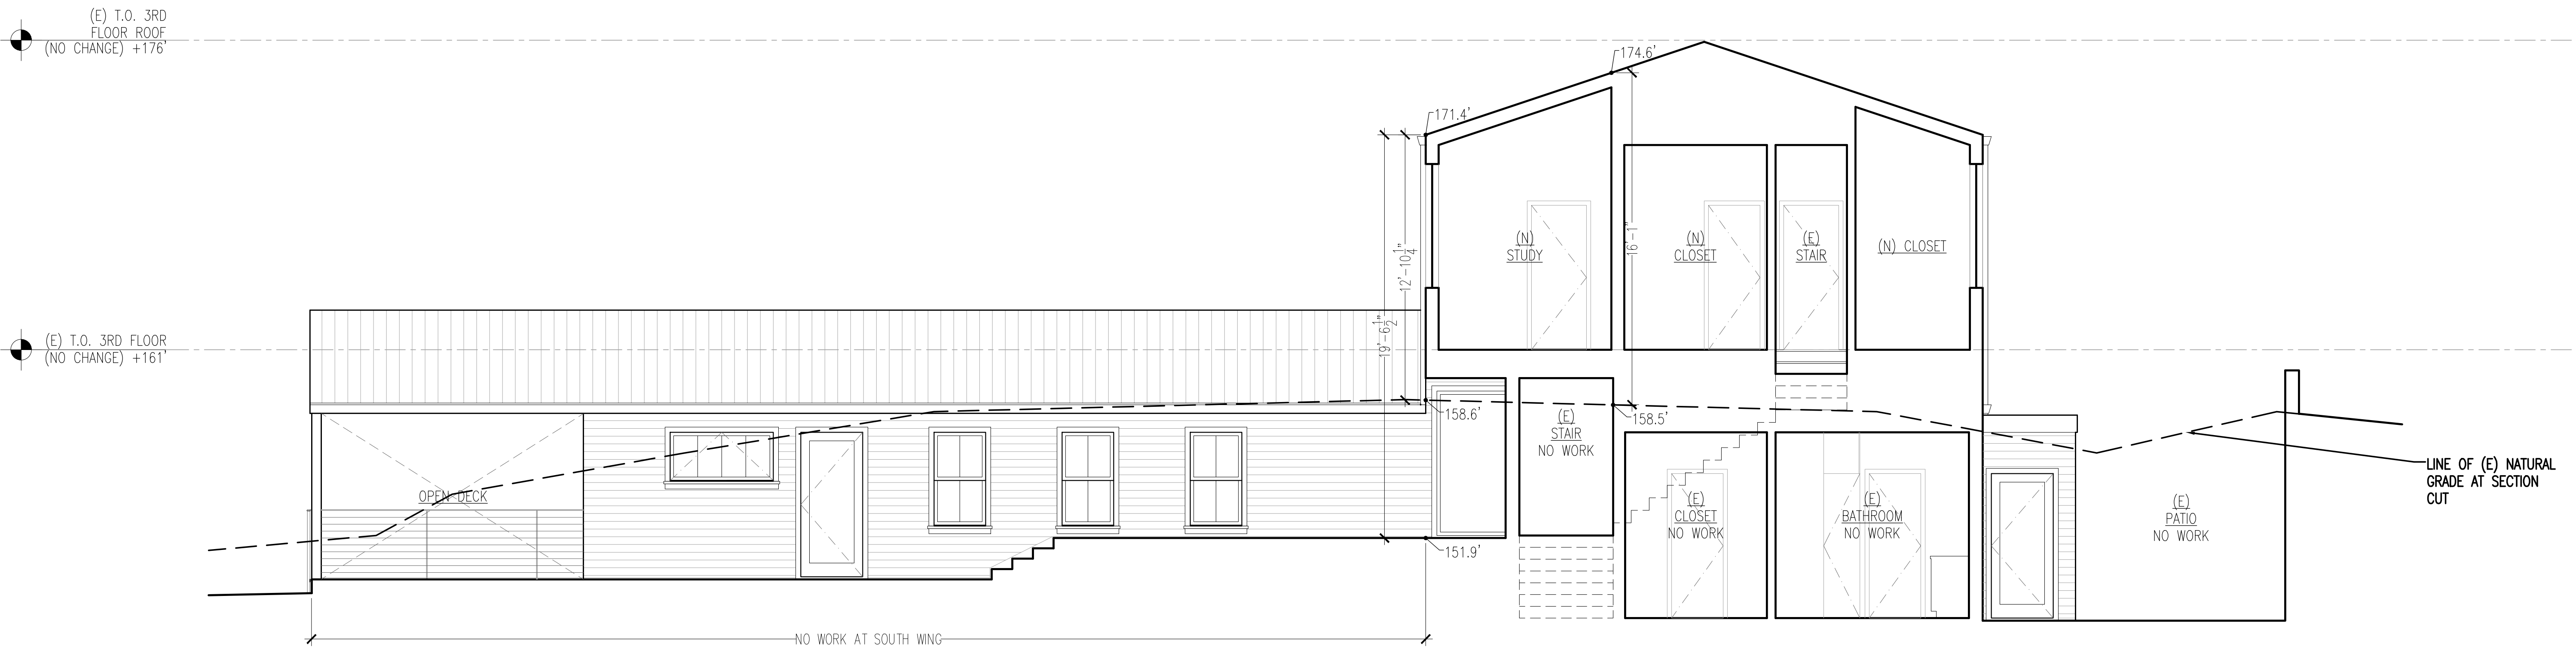 (E) T.O. 3RD
FLOOR ROOF
(NO CHANGE) +176'
174.6'
171.4'
(N)
STUDY
(N)
CLOSET
(E)
STAIR
(N) CLOSET
16'-1"
12'-10 1/4"
19'-6 1/2"
(E) T.O. 3RD FLOOR
(NO CHANGE) +161'
158.6'
158.5'
(E)
STAIR
NO WORK
LINE OF (E) NATURAL
GRADE AT SECTION
CUT
OPEN DECK
(E)
CLOSET
NO WORK
(E)
BATHROOM
NO WORK
(E)
PATIO
NO WORK
151.9'
NO WORK AT SOUTH WING